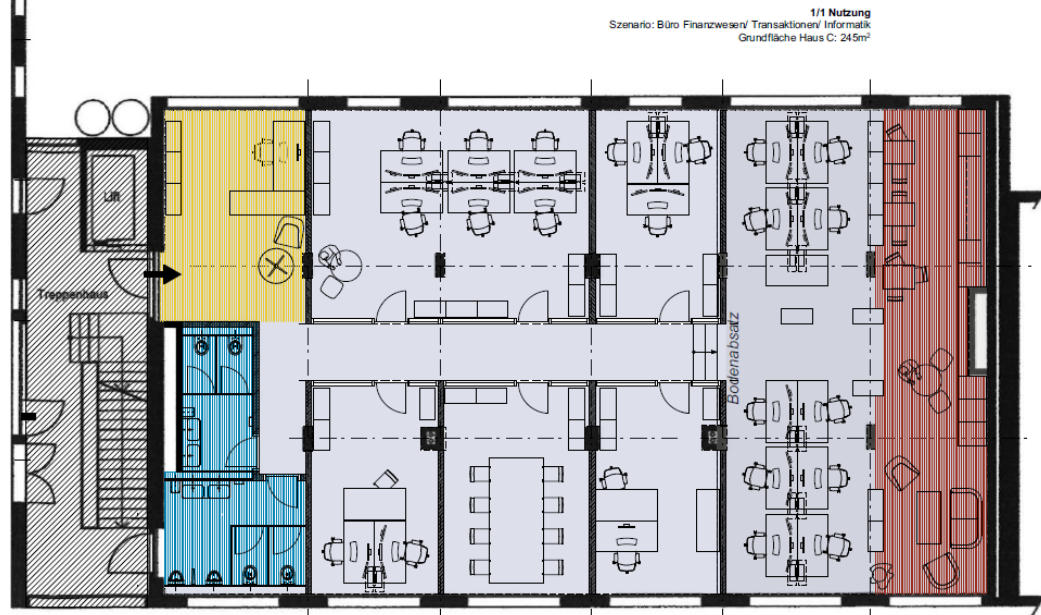 1/1 Nutzung
Szenario: Büro Finanzwesen/ Transaktionen/ Informatik
Grundfläche Haus C: 245m²
Lift
Treppenhaus
Bodenabsatz